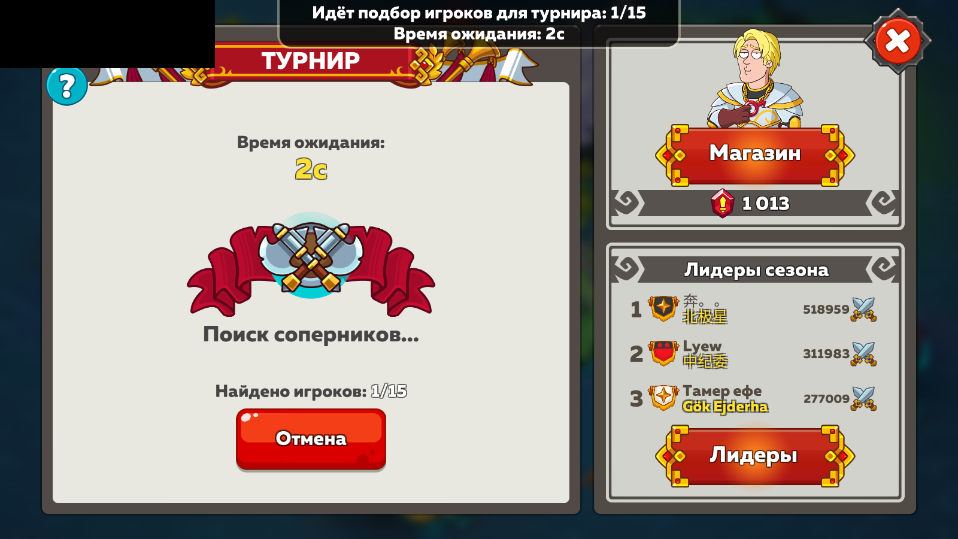 Идёт подбор игроков для турнира: 1/15
Время ожидания: 2с
?
ТУРНИР
Время ожидания:
2с
Поиск соперников...
Найдено игроков: 1/15
Отмена
Магазин
1 013
Лидеры сезона
1 奔。。 518959
北极星
2 Lyew 311983
中纪委
3 Тамер ефе 277009
Gök Ejderha
Лидеры